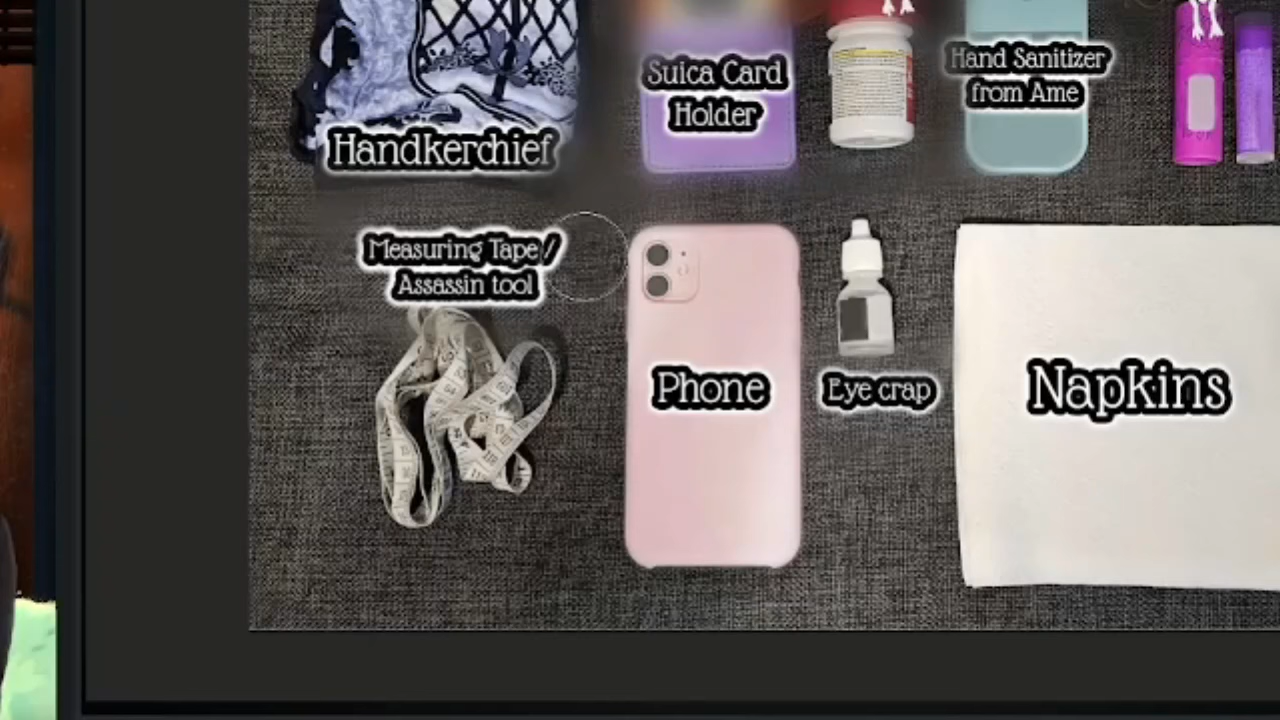 Suica Card
Holder
Hand Sanitizer
from Ame
Handkerchief
Measuring Tape /
Assassin tool
Phone
Eye crap
Napkins